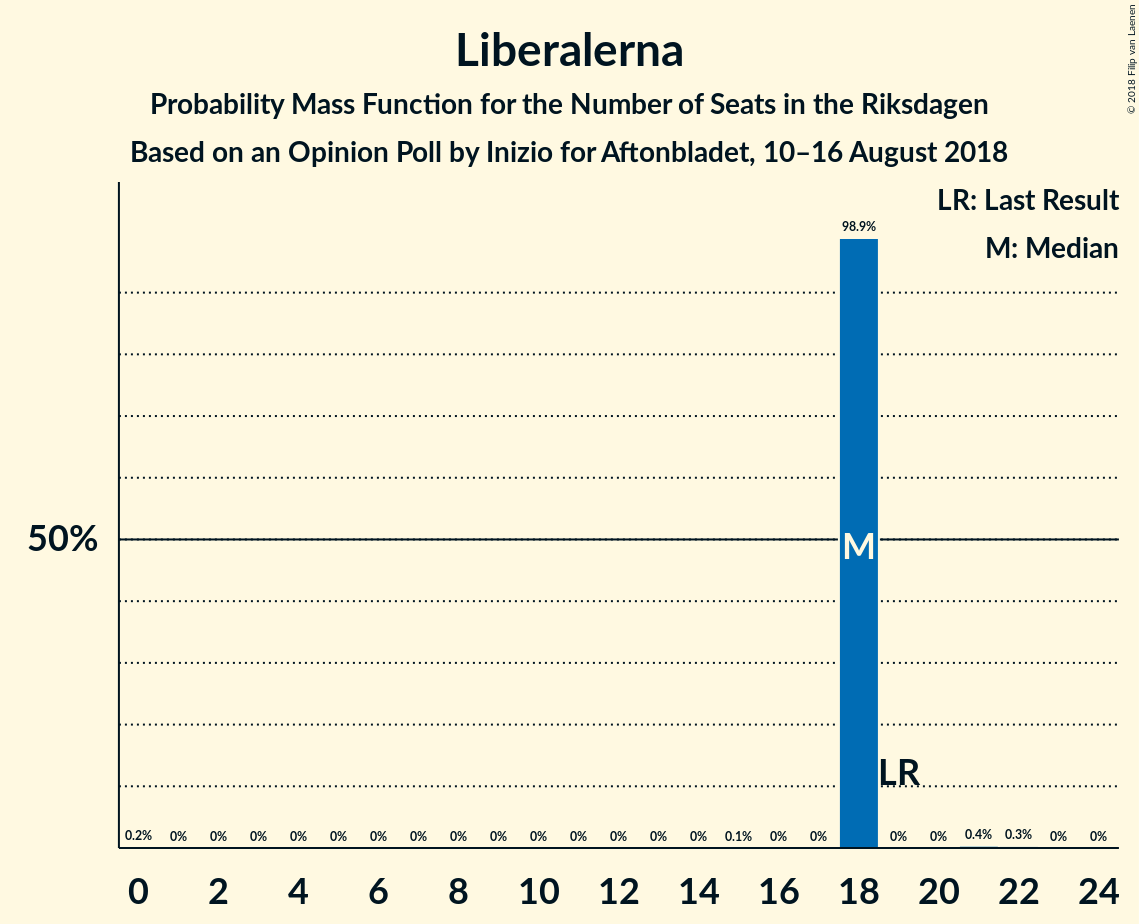 Liberalerna
Probability Mass Function for the Number of Seats in the Riksdagen
Based on an Opinion Poll by Inizio for Aftonbladet, 10–16 August 2018
© 2018 Filip van Laenen
LR: Last Result
M: Median
98.9%
50%
M
LR
0.2% 0% 0% 0% 0% 0% 0% 0% 0% 0% 0% 0% 0% 0% 0% 0.1% 0% 0% 0% 0% 0.4% 0.3% 0% 0%
0 2 4 6 8 10 12 14 16 18 20 22 24